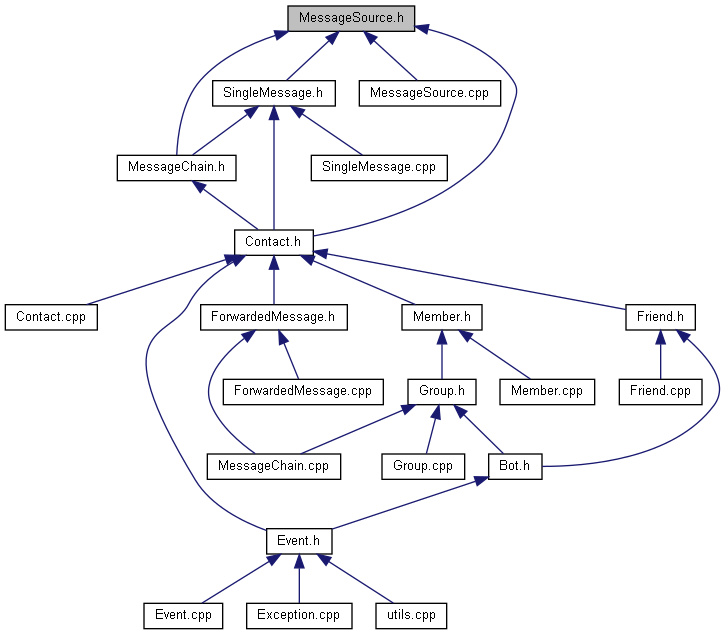 MessageSource.h
SingleMessage.h
MessageSource.cpp
MessageChain.h
SingleMessage.cpp
Contact.h
Contact.cpp
ForwardedMessage.h
Member.h
Friend.h
ForwardedMessage.cpp
Group.h
Member.cpp
Friend.cpp
MessageChain.cpp
Group.cpp
Bot.h
Event.h
Event.cpp
Exception.cpp
utils.cpp